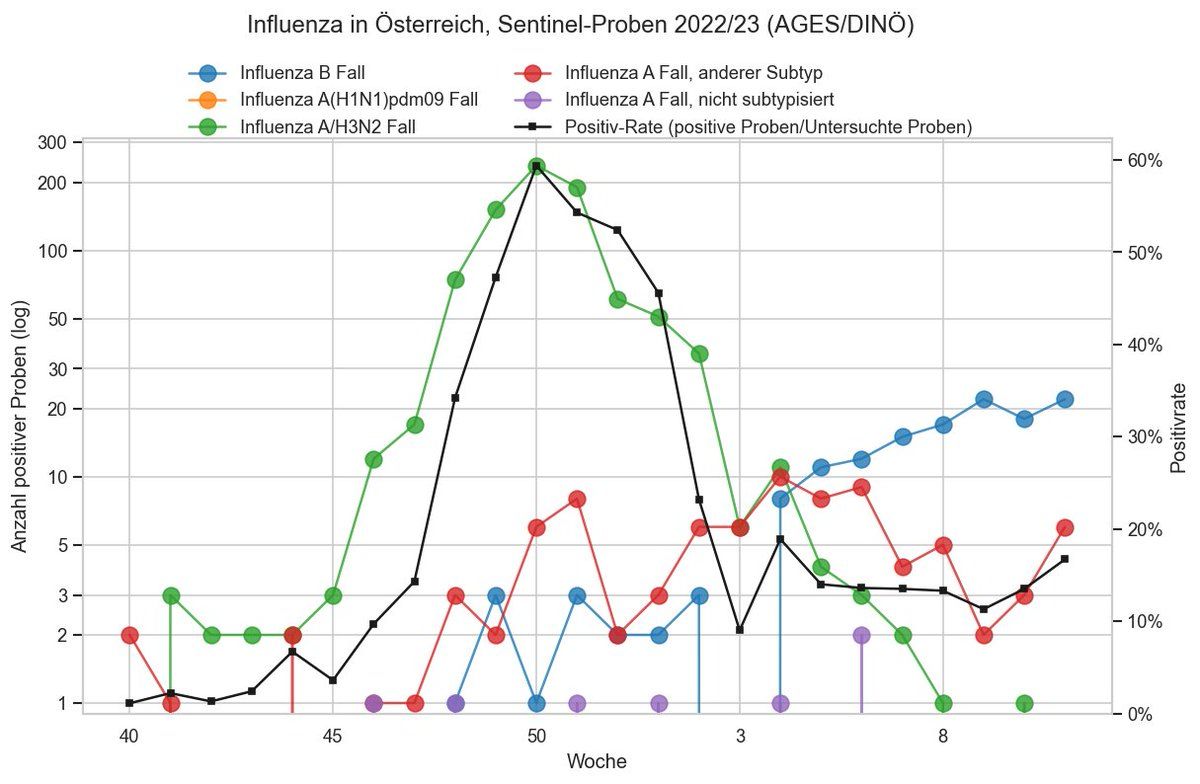 Influenza in Österreich, Sentinel-Proben 2022/23 (AGES/DINÖ)
Influenza B Fall
Influenza A(H1N1)pdm09 Fall
Influenza A/H3N2 Fall
Influenza A Fall, anderer Subtyp
Influenza A Fall, nicht subtypisiert
Positiv-Rate (positive Proben/Untersuchte Proben)
Anzahl positiver Proben (log)
300
200
100
50
30
20
10
5
3
2
1
60%
50%
40%
30%
20%
10%
0%
Positivrate
40 45 50 3 8
Woche